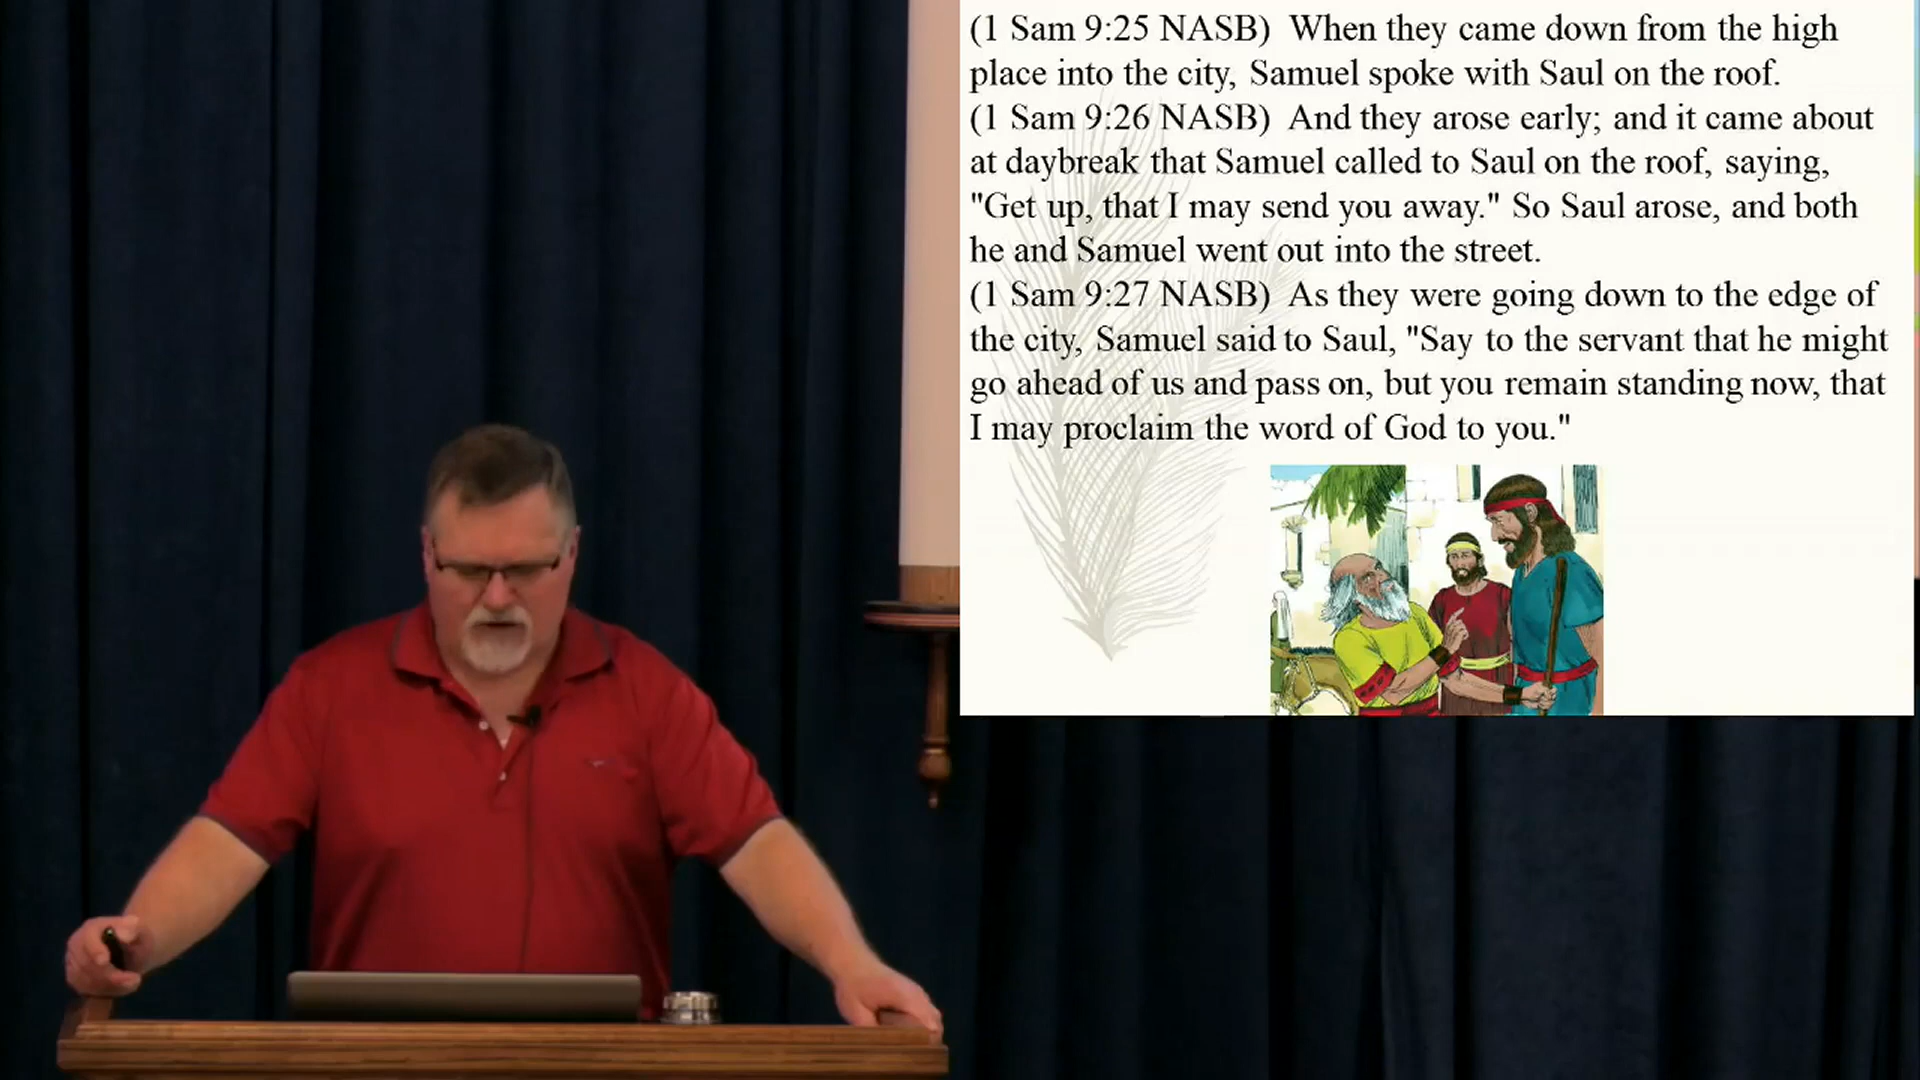 (1 Sam 9:25 NASB)  When they came down from the high
place into the city, Samuel spoke with Saul on the roof.
(1 Sam 9:26 NASB)  And they arose early; and it came about
at daybreak that Samuel called to Saul on the roof, saying,
"Get up, that I may send you away." So Saul arose, and both
he and Samuel went out into the street.
(1 Sam 9:27 NASB)  As they were going down to the edge of
the city, Samuel said to Saul, "Say to the servant that he might
go ahead of us and pass on, but you remain standing now, that
I may proclaim the word of God to you."